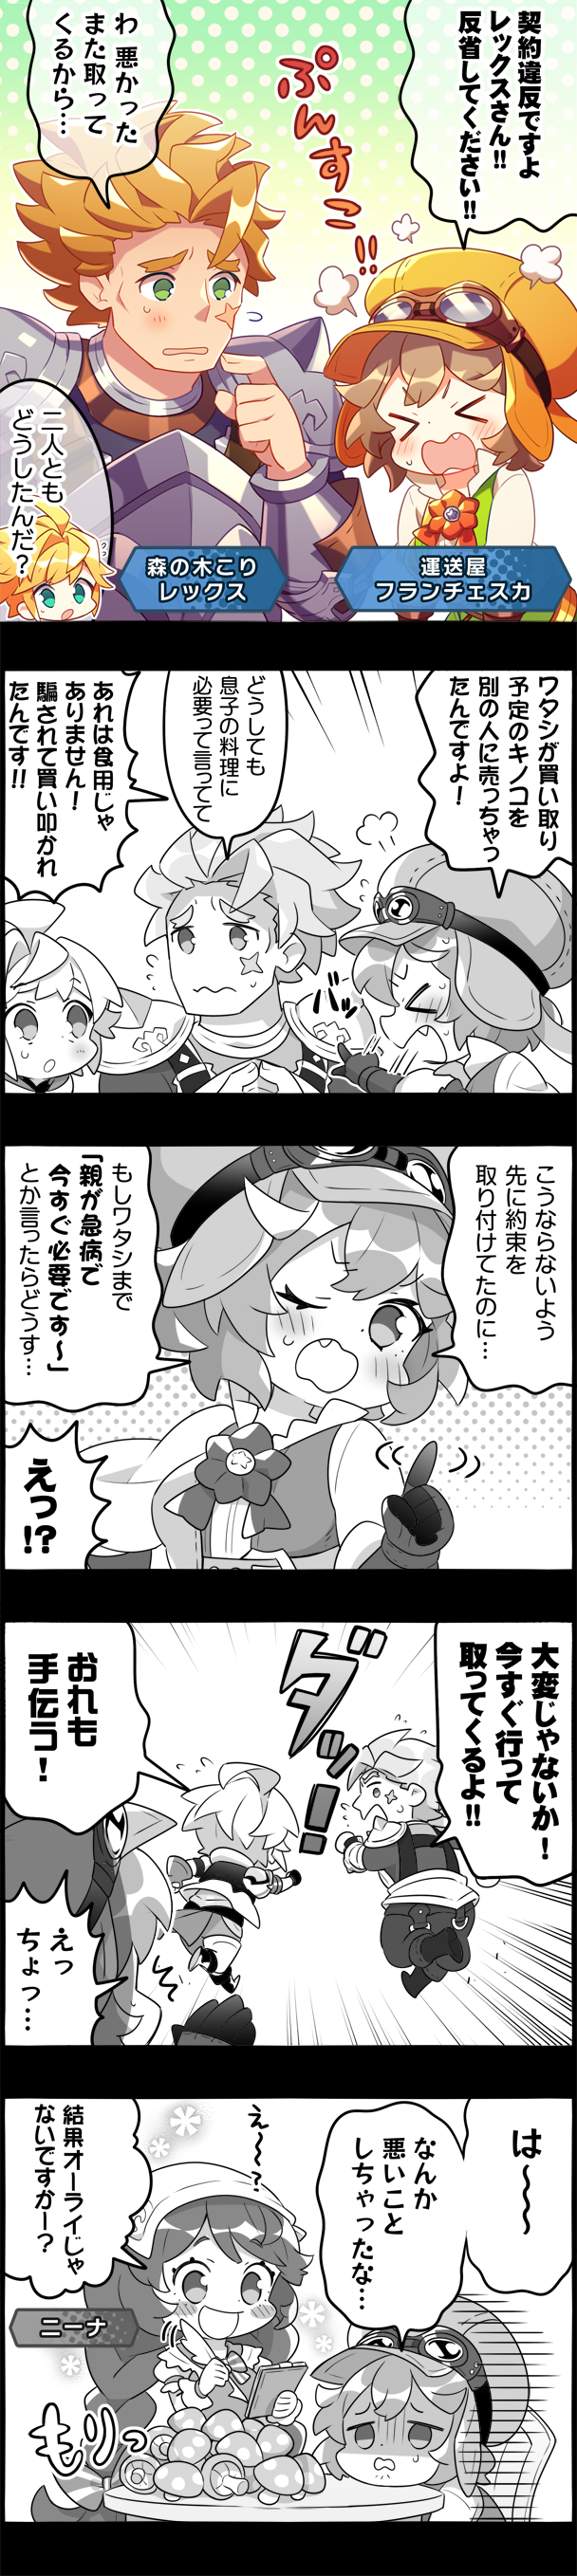 契約違反ですよ
レックスさん!!
反省してください!!
ぷんすこ!!
わ 悪かった
また取って
くるから…
二人とも
どうしたんだ?
森の木こり
レックス
運送屋
フランチェスカ
ワタシが買い取り
予定のキノコを
別の人に売っちゃっ
たんですよ!
どうしても
息子の料理に
必要って言ってて
あれは食用じゃ
ありません!
騙されて買い叩かれ
たんです!!
バッ
こうならないよう
先に約束を
取り付けてたのに…
もしワタシまで
「親が急病で
今すぐ必要です〜」
とか言ったらどうす…
えっ!?
大変じゃないか!
今すぐ行って
取ってくるよ!!
ダッ!!
おれも
手伝う!
えっ
ちょっ…
は〜〜
なんか
悪いこと
しちゃったな…
え〜〜?
結果オーライじゃ
ないですかー?
ニーナ
もりっ